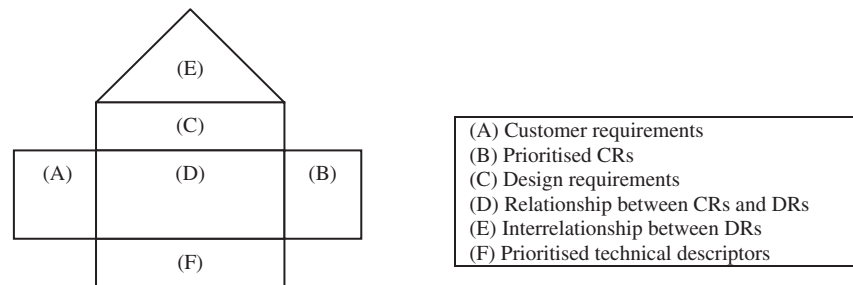 (E)
(C)
(A) (D) (B)
(F)
(A) Customer requirements
(B) Prioritised CRs
(C) Design requirements
(D) Relationship between CRs and DRs
(E) Interrelationship between DRs
(F) Prioritised technical descriptors